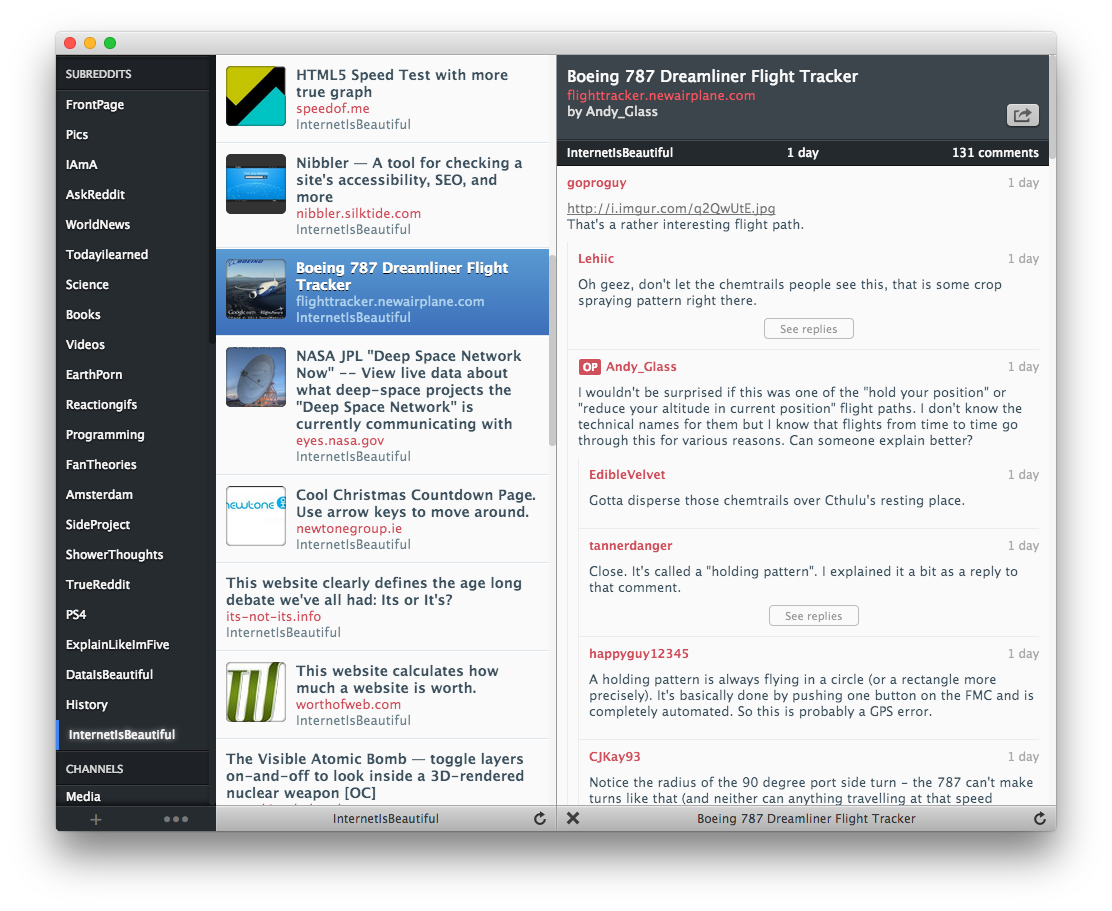 SUBREDDITS
FrontPage
Pics
IAmA
AskReddit
WorldNews
Todayilearned
Science
Books
Videos
EarthPorn
Reactiongifs
Programming
FanTheories
Amsterdam
SideProject
ShowerThoughts
TrueReddit
PS4
ExplainLikeImFive
DataIsBeautiful
History
InternetIsBeautiful
CHANNELS
Media
HTML5 Speed Test with more
true graph
speedof.me
InternetIsBeautiful
Nibbler — A tool for checking a
site's accessibility, SEO, and
more
nibbler.silktide.com
InternetIsBeautiful
BOEING
Boeing 787 Dreamliner Flight
Tracker
flighttracker.newairplane.com
InternetIsBeautiful
NASA JPL "Deep Space Network
Now" -- View live data about
what deep-space projects the
"Deep Space Network" is
currently communicating with
eyes.nasa.gov
InternetIsBeautiful
newtone
Cool Christmas Countdown Page.
Use arrow keys to move around.
newtonegroup.ie
InternetIsBeautiful
This website clearly defines the age long
debate we've all had: Its or It's?
its-not-its.info
InternetIsBeautiful
This website calculates how
much a website is worth.
worthofweb.com
InternetIsBeautiful
The Visible Atomic Bomb — toggle layers
on-and-off to look inside a 3D-rendered
nuclear weapon [OC]
InternetIsBeautiful
Boeing 787 Dreamliner Flight Tracker
flighttracker.newairplane.com
by Andy_Glass
InternetIsBeautiful 1 day 131 comments
goproguy 1 day
http://i.imgur.com/q2QwUtE.jpg
That's a rather interesting flight path.
Lehiic 1 day
Oh geez, don't let the chemtrails people see this, that is some crop
spraying pattern right there.
See replies
OP Andy_Glass 1 day
I wouldn't be surprised if this was one of the "hold your position" or
"reduce your altitude in current position" flight paths. I don't know the
technical names for them but I know that flights from time to time go
through this for various reasons. Can someone explain better?
EdibleVelvet 1 day
Gotta disperse those chemtrails over Cthulu's resting place.
tannerdanger 1 day
Close. It's called a "holding pattern". I explained it a bit as a reply to
that comment.
See replies
happyguy12345 1 day
A holding pattern is always flying in a circle (or a rectangle more
precisely). It's basically done by pushing one button on the FMC and is
completely automated. So this is probably a GPS error.
CJKay93 1 day
Notice the radius of the 90 degree port side turn - the 787 can't make
turns like that (and neither can anything travelling at that speed
Boeing 787 Dreamliner Flight Tracker